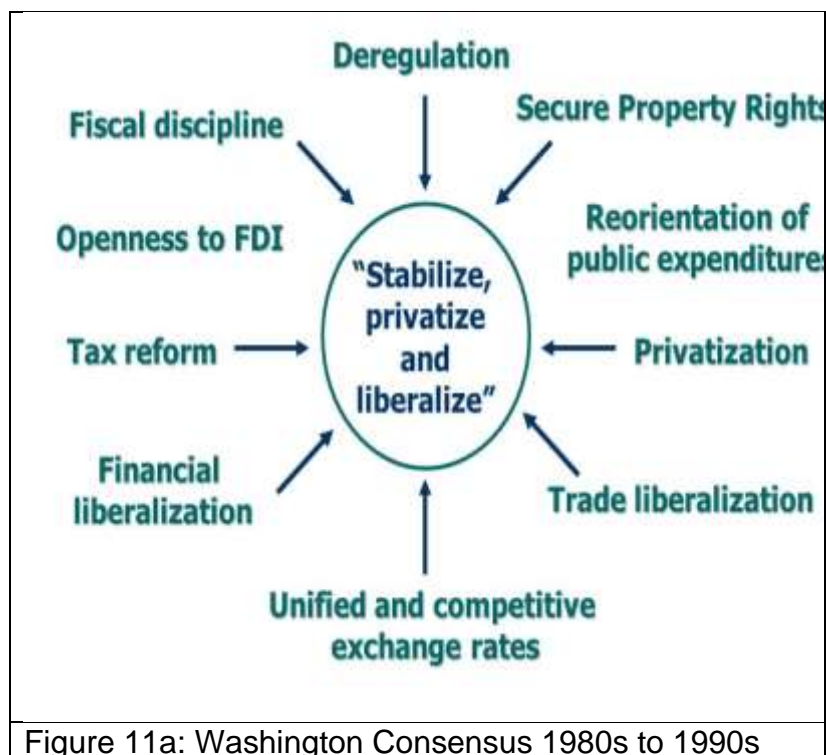 Deregulation
Secure Property Rights
Fiscal discipline
Reorientation of
public expenditures
Openness to FDI
"Stabilize,
privatize
and
liberalize"
Tax reform
Privatization
Financial
liberalization
Trade liberalization
Unified and competitive
exchange rates
Figure 11a: Washington Consensus 1980s to 1990s